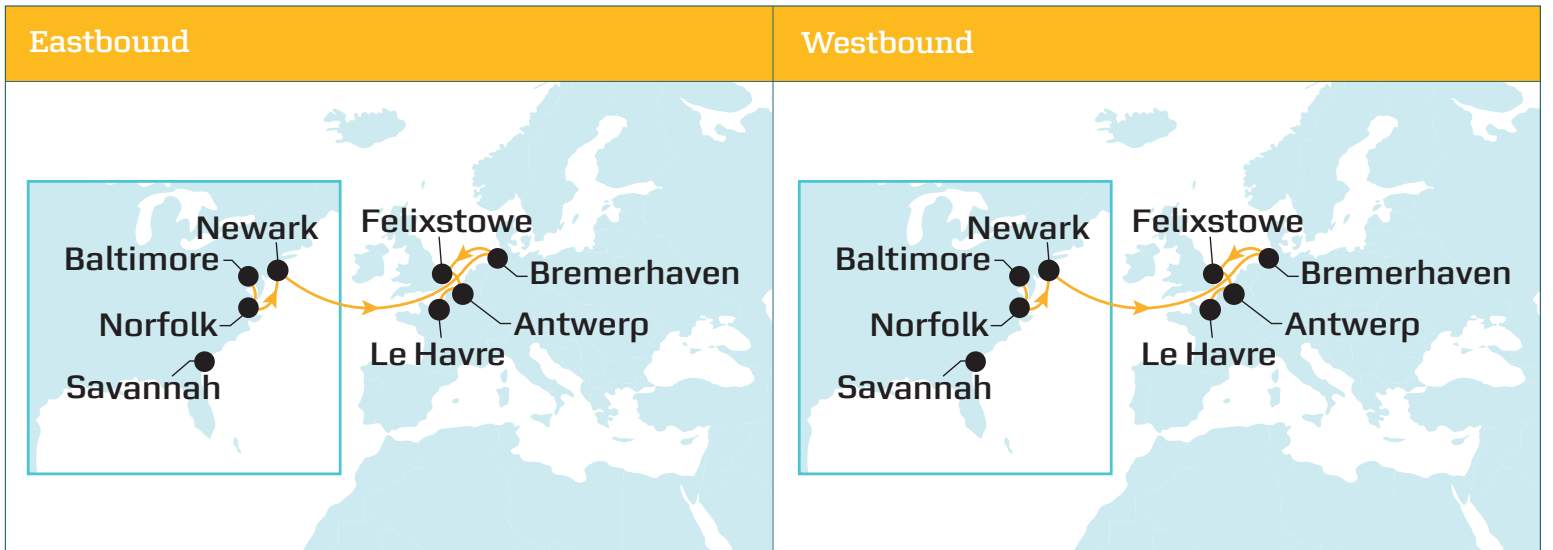 Eastbound
Newark
Baltimore
Norfolk
Savannah
Felixstowe
Bremerhaven
Antwerp
Le Havre
Westbound
Newark
Baltimore
Norfolk
Savannah
Felixstowe
Bremerhaven
Antwerp
Le Havre